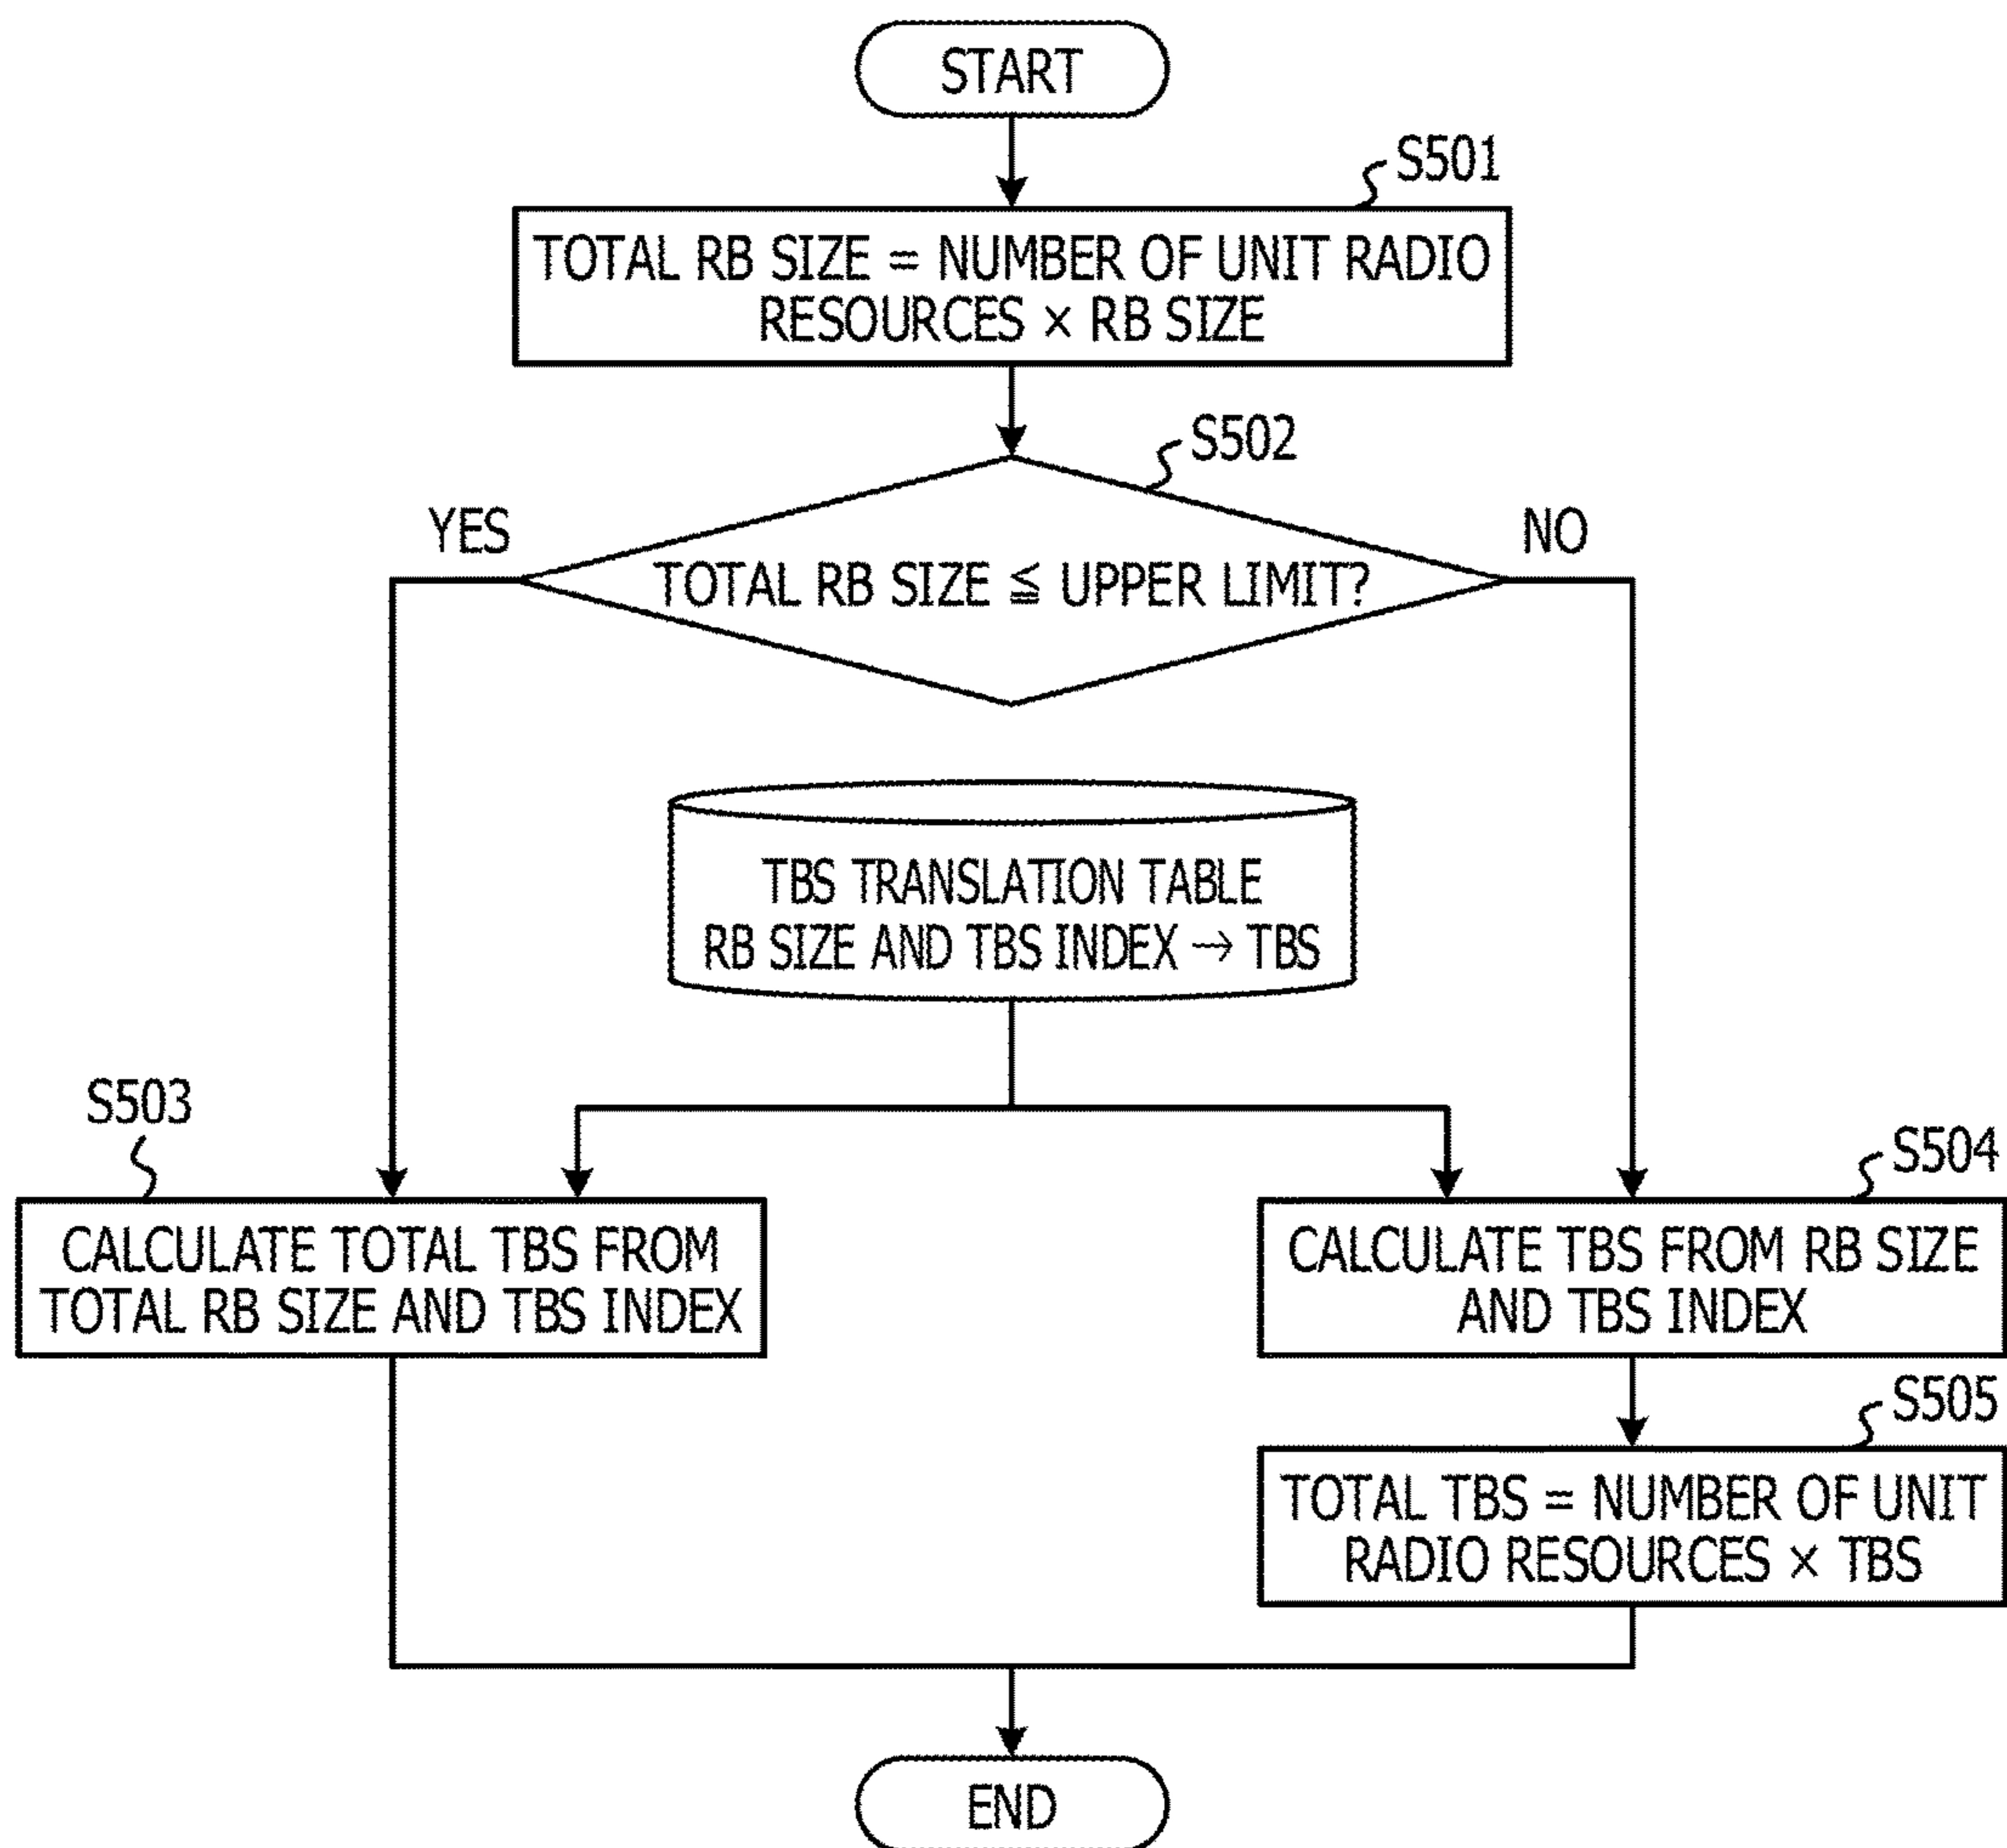 START
S501
TOTAL RB SIZE = NUMBER OF UNIT RADIO
RESOURCES × RB SIZE
S502
YES
NO
TOTAL RB SIZE ≦ UPPER LIMIT?
TBS TRANSLATION TABLE
RB SIZE AND TBS INDEX → TBS
S503
CALCULATE TOTAL TBS FROM
TOTAL RB SIZE AND TBS INDEX
S504
CALCULATE TBS FROM RB SIZE
AND TBS INDEX
S505
TOTAL TBS = NUMBER OF UNIT
RADIO RESOURCES × TBS
END